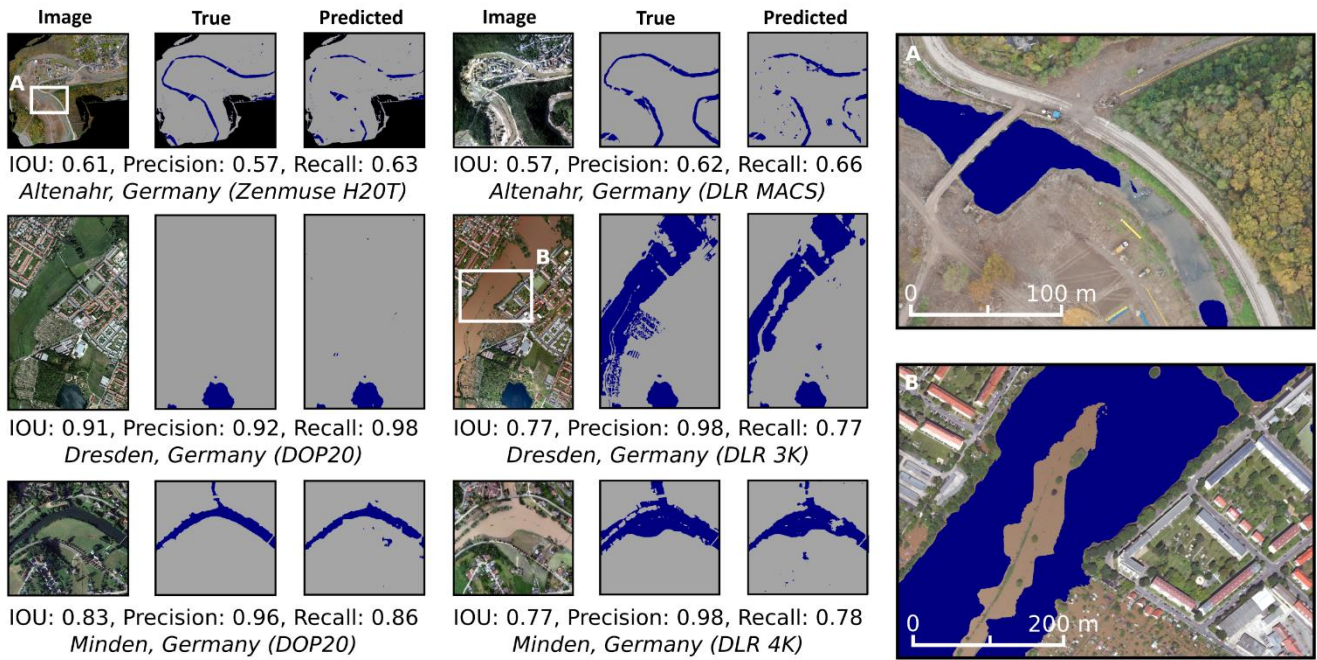 Image True Predicted Image True Predicted
A
IOU: 0.61, Precision: 0.57, Recall: 0.63
Altenahr, Germany (Zenmuse H20T)
IOU: 0.57, Precision: 0.62, Recall: 0.66
Altenahr, Germany (DLR MACS)
B
IOU: 0.91, Precision: 0.92, Recall: 0.98
Dresden, Germany (DOP20)
IOU: 0.77, Precision: 0.98, Recall: 0.77
Dresden, Germany (DLR 3K)
IOU: 0.83, Precision: 0.96, Recall: 0.86
Minden, Germany (DOP20)
IOU: 0.77, Precision: 0.98, Recall: 0.78
Minden, Germany (DLR 4K)
A
0 100 m
B
0 200 m